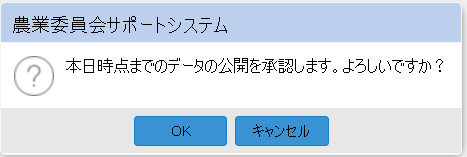 農業委員会サポートシステム
本日時点までのデータの公開を承認します。よろしいですか？
OK
キャンセル